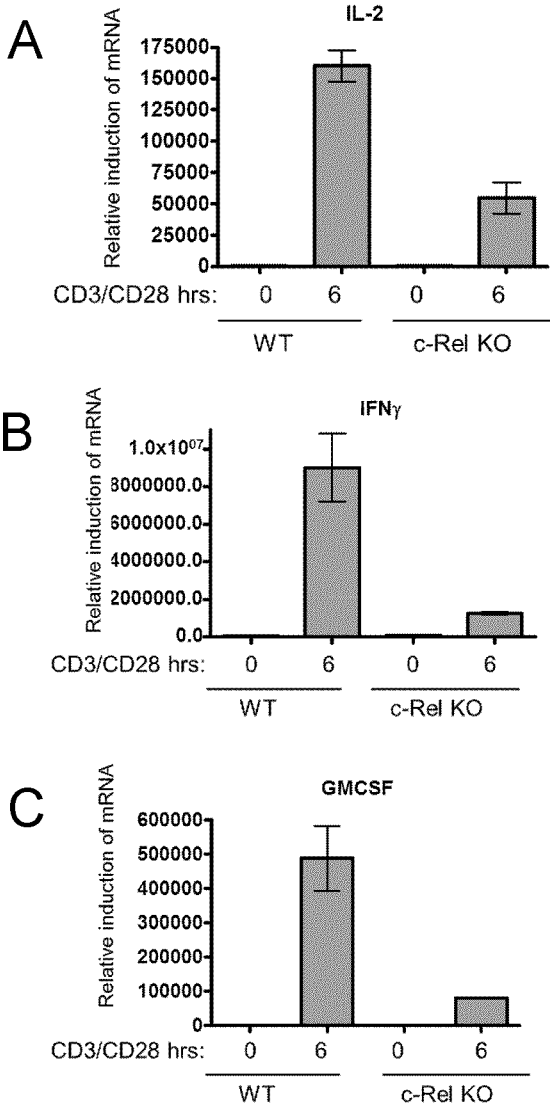 A
IL-2
Relative induction of mRNA
175000
150000
125000
100000
75000
50000
25000
0
CD3/CD28 hrs: 0 6 0 6
WT c-Rel KO
B
IFNγ
Relative induction of mRNA
1.0x10⁰⁷
8000000.0
6000000.0
4000000.0
2000000.0
0.0
CD3/CD28 hrs: 0 6 0 6
WT c-Rel KO
C
GMCSF
Relative induction of mRNA
600000
500000
400000
300000
200000
100000
0
CD3/CD28 hrs: 0 6 0 6
WT c-Rel KO